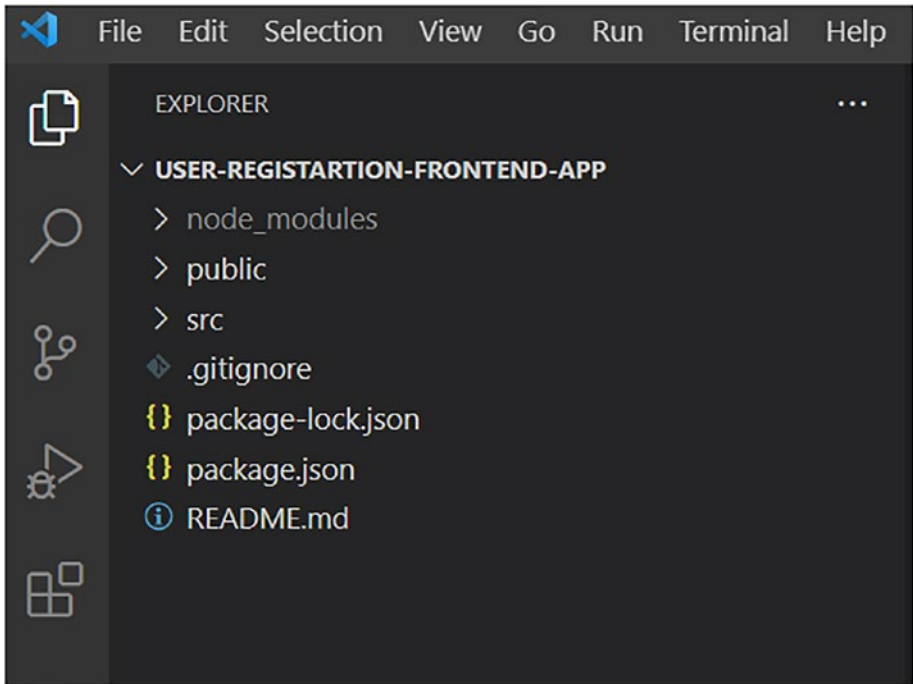 File Edit Selection View Go Run Terminal Help
EXPLORER
USER-REGISTARTION-FRONTEND-APP
node_modules
public
src
.gitignore
package-lock.json
package.json
README.md